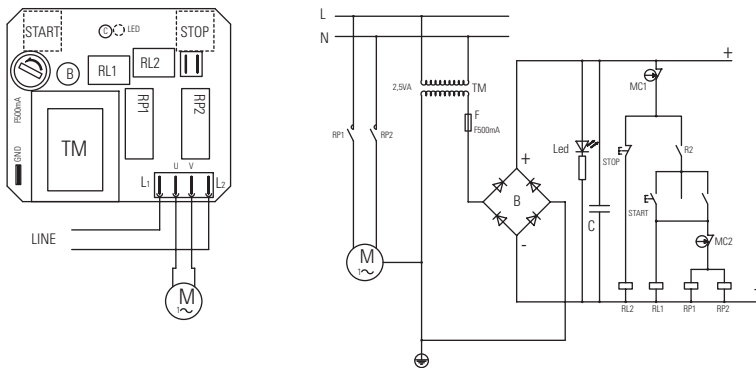 START
C
LED
STOP
B
RL1
RL2
F500mA
RP1
RP2
TM
GND
U V
L1
L2
LINE
M
1~
L
N
2,5VA
TM
RP1
RP2
F
F500mA
M
1~
+
B
-
Led
C
+
MC1
STOP
R2
START
MC2
RL2
RL1
RP1
RP2
-